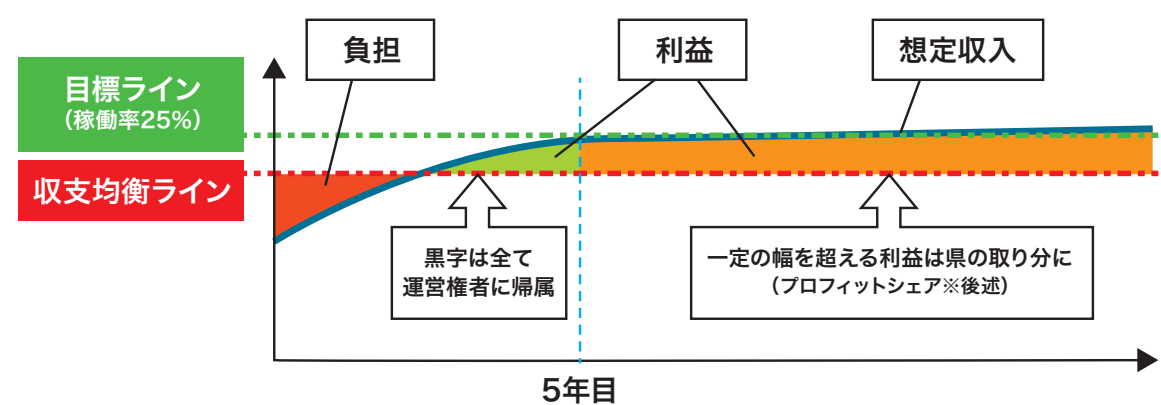 負担
利益
想定収入
目標ライン
（稼働率25%）
収支均衡ライン
黒字は全て
運営権者に帰属
一定の幅を超える利益は県の取り分に
（プロフィットシェア※後述）
5年目